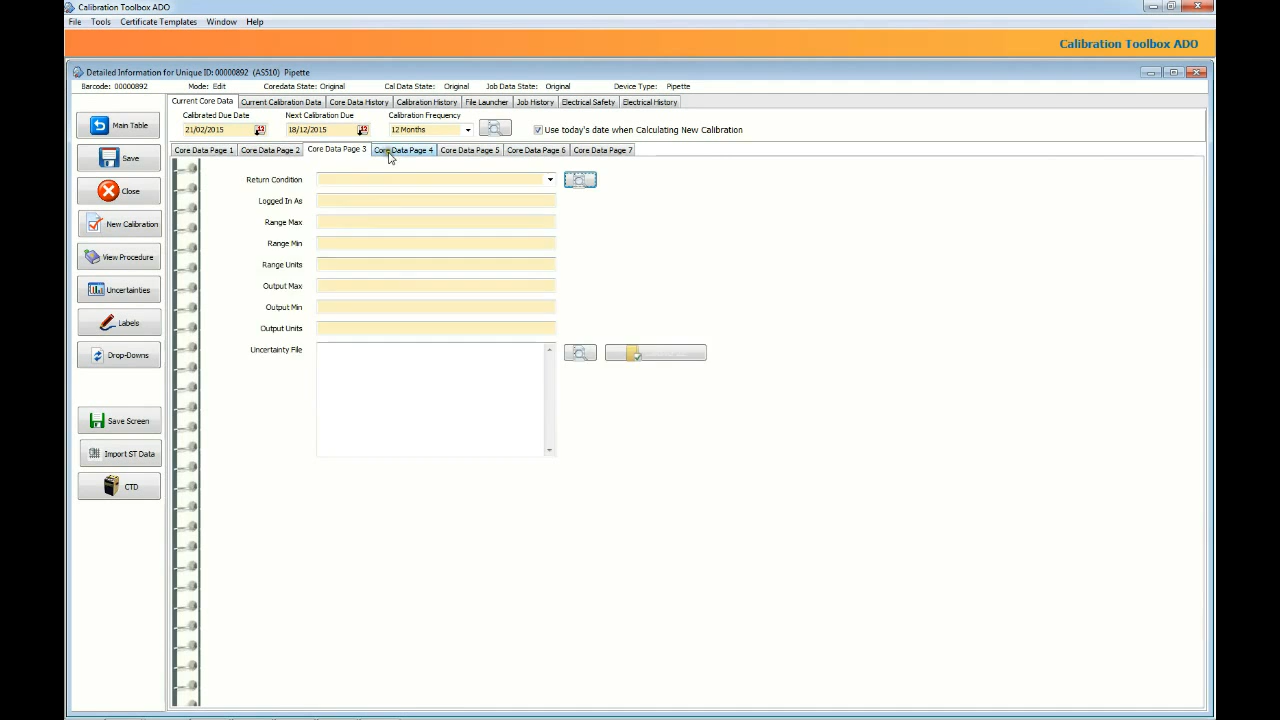 Calibration Toolbox ADO
File Tools Certificate Templates Window Help
Calibration Toolbox ADO
Detailed Information for Unique ID: 00000892 (AS510) Pipette
Barcode: 00000892 Mode: Edit Coredata State: Original Cal Data State: Original Job Data State: Original Device Type: Pipette
Current Core Data Current Calibration Data Core Data History Calibration History File Launcher Job History Electrical Safety Electrical History
Calibrated Due Date Next Calibration Due Calibration Frequency
21/02/2015 12 18/12/2015 12 12 Months Use today's date when Calculating New Calibration
Core Data Page 1 Core Data Page 2 Core Data Page 3 Core Data Page 4 Core Data Page 5 Core Data Page 6 Core Data Page 7
Main Table
Save
Close
New Calibration
View Procedure
Uncertainties
Labels
Drop-Downs
Save Screen
Import ST Data
CTD
Return Condition
Logged In As
Range Max
Range Min
Range Units
Output Max
Output Min
Output Units
Uncertainty File